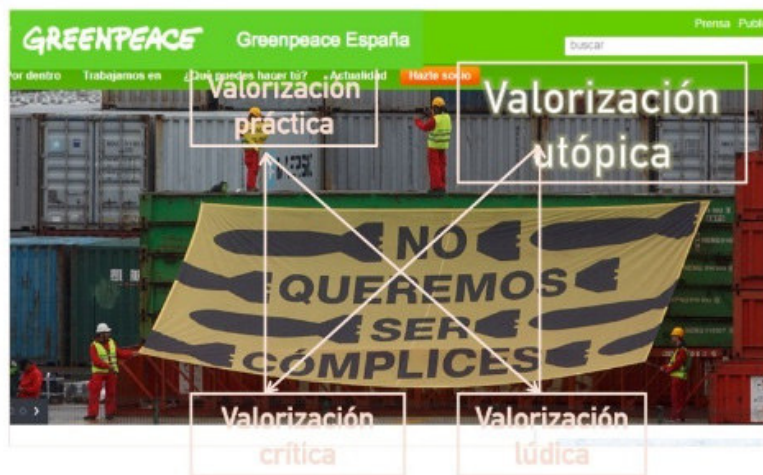 GREENPEACE Greenpeace España
Prensa Publi
buscar
Por dentro Trabajamos en ¿Qué puedes hacer tú? Actualidad Hazte socio
Valorización
práctica
Valorización
utópica
NO
QUEREMOS
SER
CÓMPLICES
Valorización
crítica
Valorización
lúdica